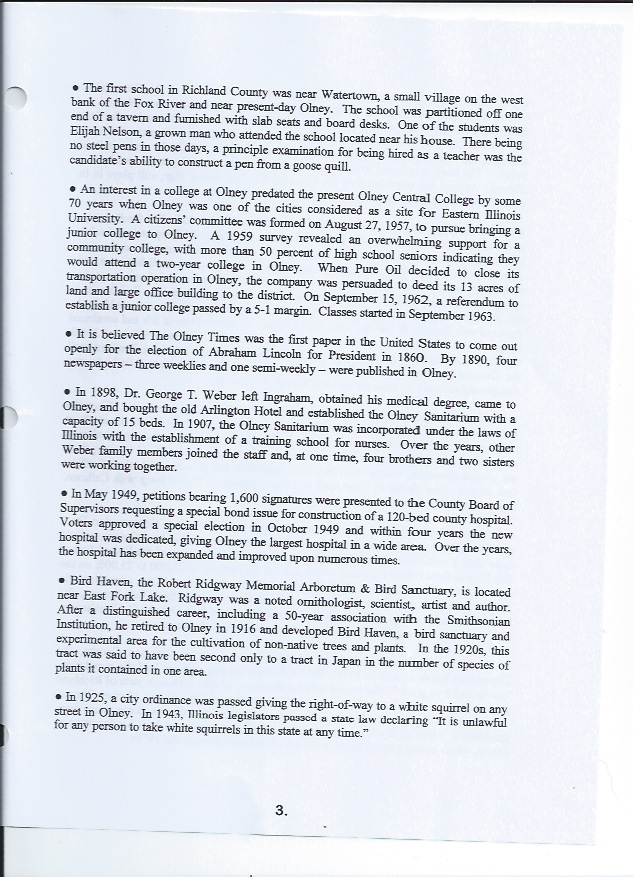 • The first school in Richland County was near Watertown, a small village on the west
bank of the Fox River and near present-day Olney. The school was partitioned off one
end of a tavern and furnished with slab seats and board desks. One of the students was
Elijah Nelson, a grown man who attended the school located near his house. There being
no steel pens in those days, a principle examination for being hired as a teacher was the
candidate's ability to construct a pen from a goose quill.
• An interest in a college at Olney predated the present Olney Central College by some
70 years when Olney was one of the cities considered as a site for Eastern Illinois
University. A citizens' committee was formed on August 27, 1957, to pursue bringing a
junior college to Olney. A 1959 survey revealed an overwhelming support for a
community college, with more than 50 percent of high school seniors indicating they
would attend a two-year college in Olney. When Pure Oil decided to close its
transportation operation in Olney, the company was persuaded to deed its 13 acres of
land and large office building to the district. On September 15, 1962, a referendum to
establish a junior college passed by a 5-1 margin. Classes started in September 1963.
• It is believed The Olney Times was the first paper in the United States to come out
openly for the election of Abraham Lincoln for President in 1860. By 1890, four
newspapers – three weeklies and one semi-weekly – were published in Olney.
• In 1898, Dr. George T. Weber left Ingraham, obtained his medical degree, came to
Olney, and bought the old Arlington Hotel and established the Olney Sanitarium with a
capacity of 15 beds. In 1907, the Olney Sanitarium was incorporated under the laws of
Illinois with the establishment of a training school for nurses. Over the years, other
Weber family members joined the staff and, at one time, four brothers and two sisters
were working together.
• In May 1949, petitions bearing 1,600 signatures were presented to the County Board of
Supervisors requesting a special bond issue for construction of a 120-bed county hospital.
Voters approved a special election in October 1949 and within four years the new
hospital was dedicated, giving Olney the largest hospital in a wide area. Over the years,
the hospital has been expanded and improved upon numerous times.
• Bird Haven, the Robert Ridgway Memorial Arboretum & Bird Sanctuary, is located
near East Fork Lake. Ridgway was a noted ornithologist, scientist, artist and author.
After a distinguished career, including a 50-year association with the Smithsonian
Institution, he retired to Olney in 1916 and developed Bird Haven, a bird sanctuary and
experimental area for the cultivation of non-native trees and plants. In the 1920s, this
tract was said to have been second only to a tract in Japan in the number of species of
plants it contained in one area.
• In 1925, a city ordinance was passed giving the right-of-way to a white squirrel on any
street in Olney. In 1943, Illinois legislators passed a state law declaring "It is unlawful
for any person to take white squirrels in this state at any time."
3.